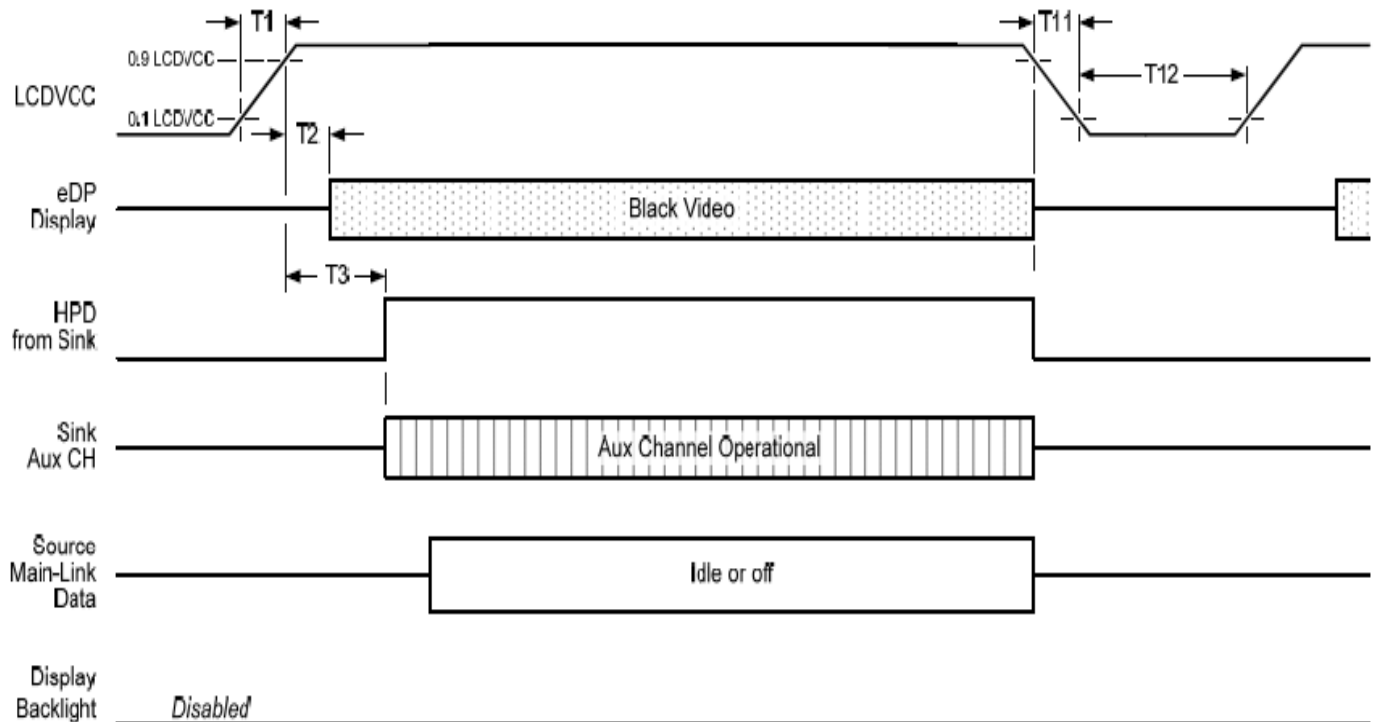 T1
T11
0.9 LCDVCC
T12
LCDVCC
0.1 LCDVCC
T2
eDP
Display
Black Video
T3
HPD
from Sink
Sink
Aux CH
Aux Channel Operational
Source
Main-Link
Data
Idle or off
Display
Backlight
Disabled